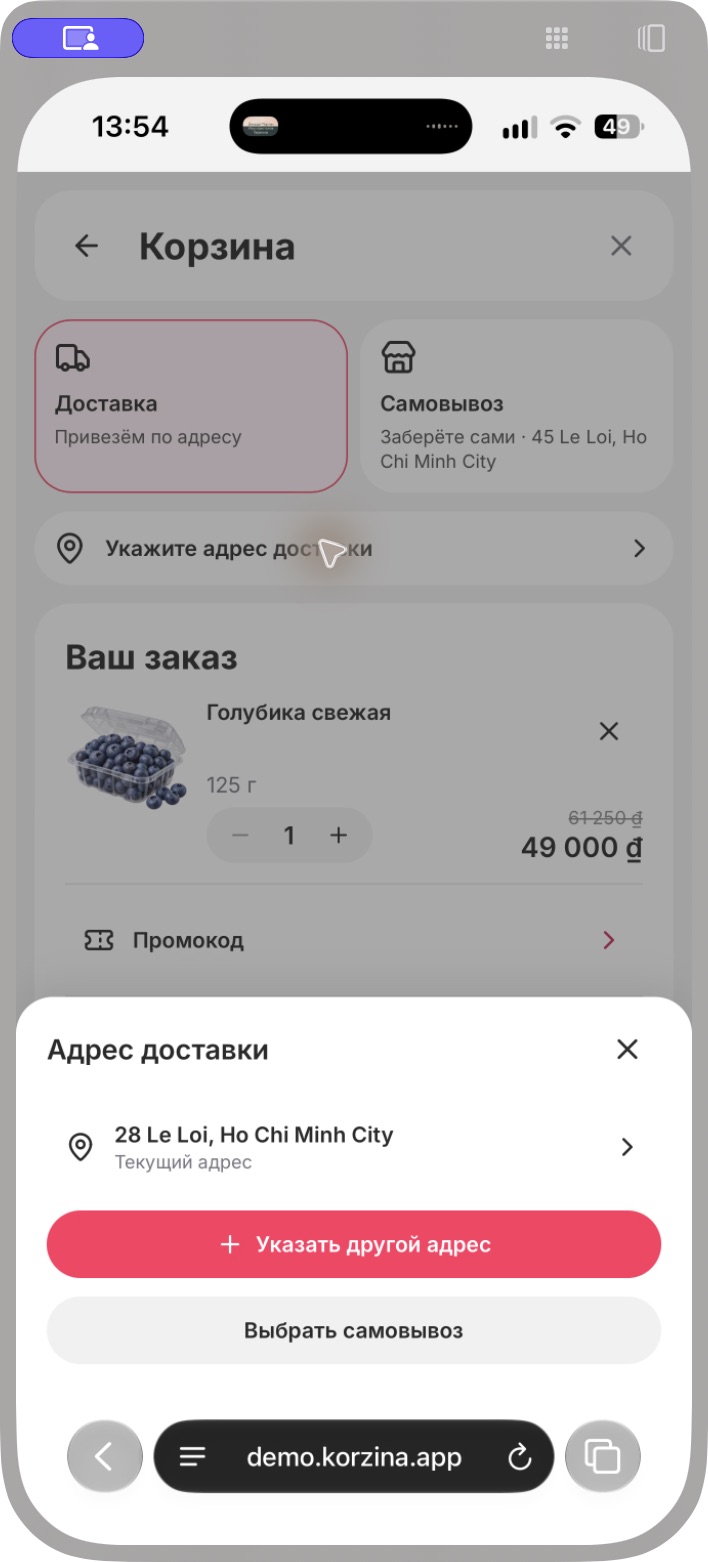 13:54
49
Корзина
Доставка
Привезём по адресу
Самовывоз
Заберёте сами · 45 Le Loi, Ho
Chi Minh City
Укажите адрес доставки
Ваш заказ
Голубика свежая
125 г
61 250 ₫
1
49 000 ₫
Промокод
Адрес доставки
28 Le Loi, Ho Chi Minh City
Текущий адрес
Указать другой адрес
Выбрать самовывоз
demo.korzina.app